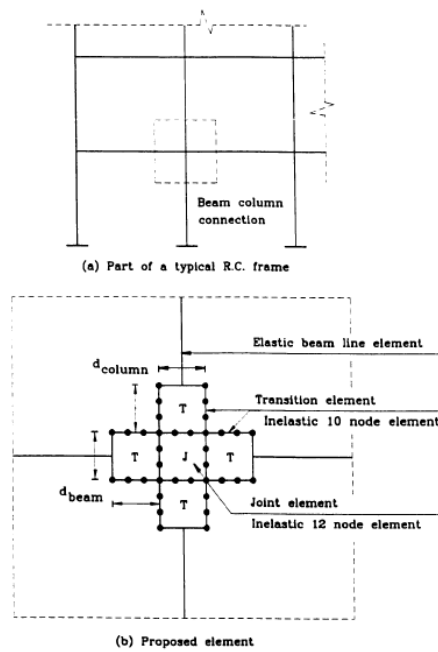 Beam column
connection
(a) Part of a typical R.C. frame
Elastic beam line element
d column
T
Transition element
Inelastic 10 node element
T
J
T
d beam
T
Joint element
Inelastic 12 node element
(b) Proposed element